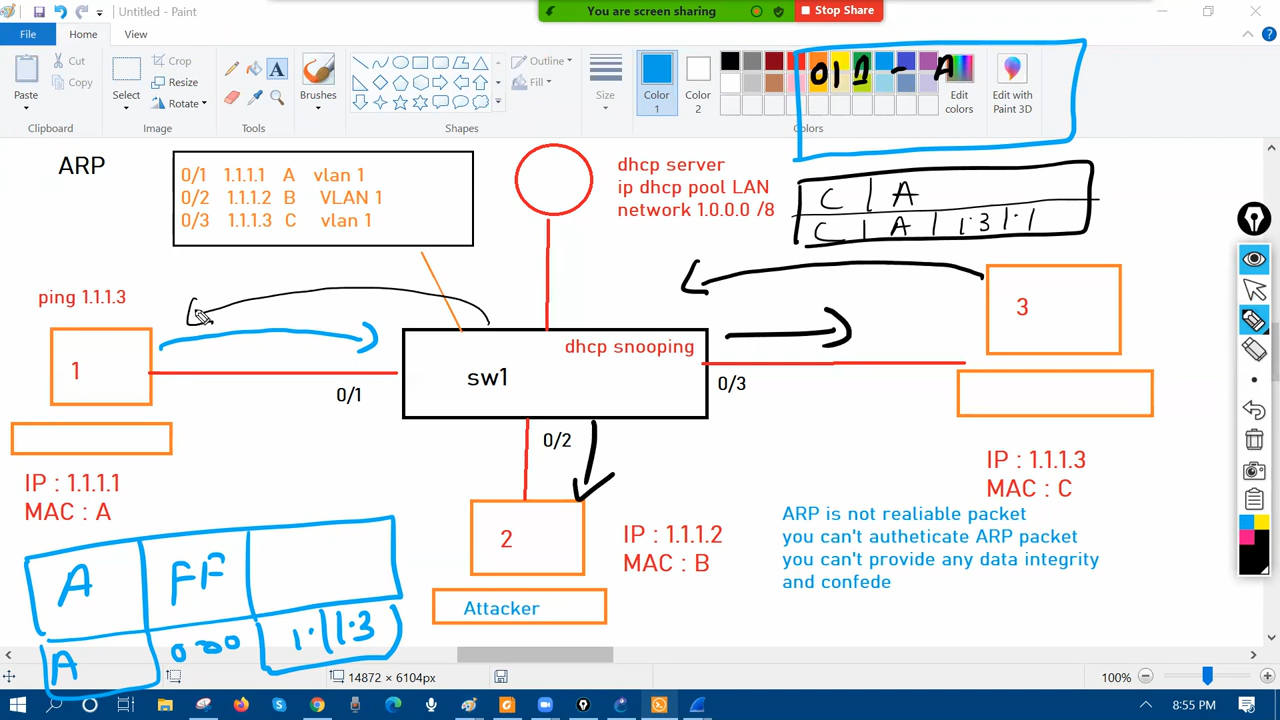 Untitled - Paint
You are screen sharing
Stop Share
File
Home
View
Paste
Cut
Copy
Clipboard
Select
Crop
Resize
Rotate
Image
Tools
Brushes
Shapes
Outline
Fill
Size
Color
1
Color
2
Colors
Edit
colors
Edit with
Paint 3D
0/1 - A
ARP
0/1 1.1.1.1 A vlan 1
0/2 1.1.1.2 B VLAN 1
0/3 1.1.1.3 C vlan 1
dhcp server
ip dhcp pool LAN
network 1.0.0.0 /8
C | A
C | A | 1.3 | 1.1
ping 1.1.1.3
1
dhcp snooping
sw1
0/1
0/2
0/3
3
IP : 1.1.1.1
MAC : A
2
IP : 1.1.1.2
MAC : B
Attacker
IP : 1.1.1.3
MAC : C
ARP is not realiable packet
you can't autheticate ARP packet
you can't provide any data integrity
and confede
A FF
A 1.1.1.3
14872 × 6104px
100%
8:55 PM